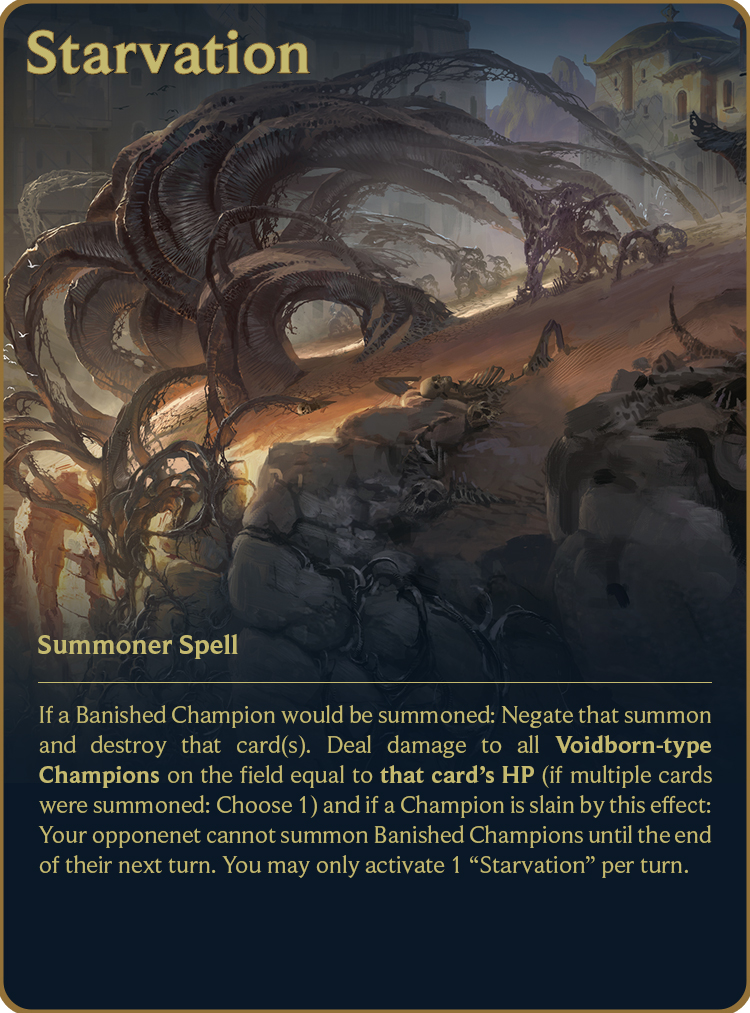 Starvation
Summoner Spell
If a Banished Champion would be summoned: Negate that summon
and destroy that card(s). Deal damage to all Voidborn-type
Champions on the field equal to that card's HP (if multiple cards
were summoned: Choose 1) and if a Champion is slain by this effect:
Your opponenet cannot summon Banished Champions until the end
of their next turn. You may only activate 1 “Starvation” per turn.